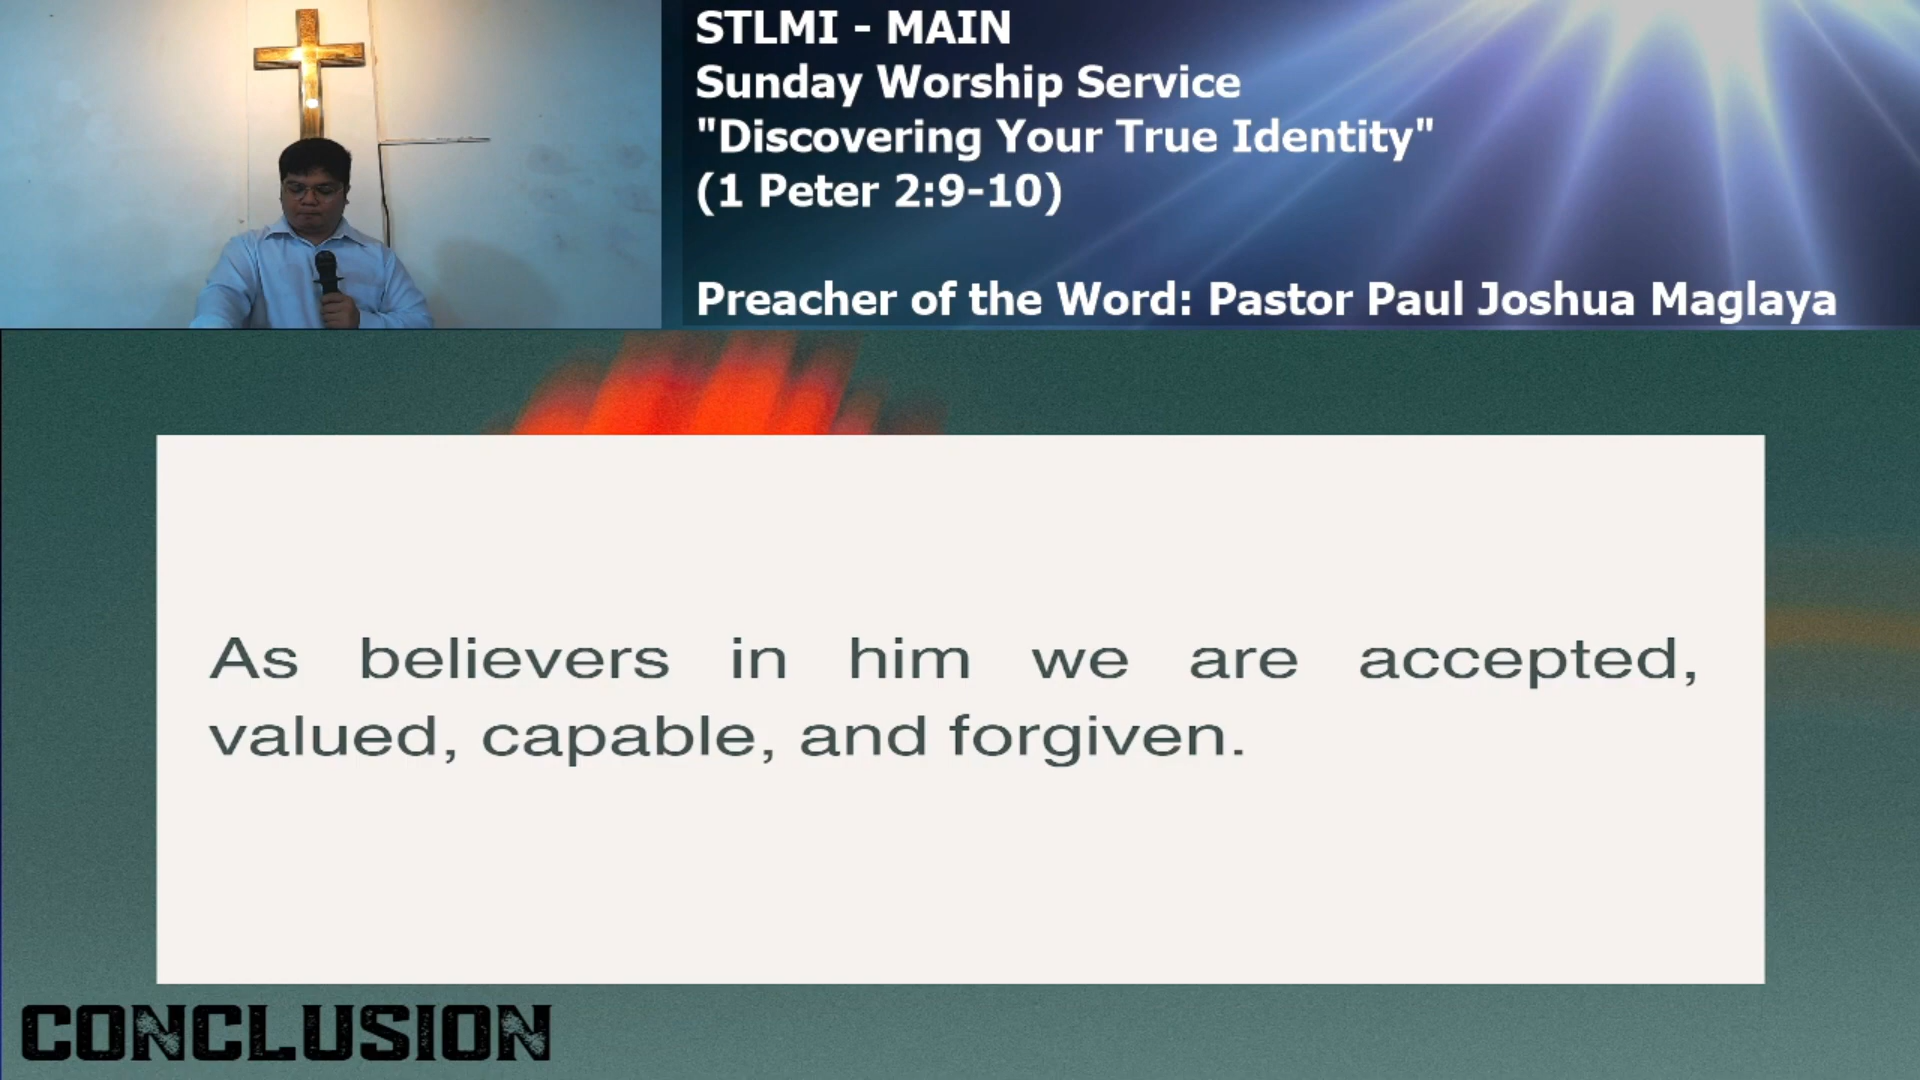 STLMI - MAIN
Sunday Worship Service
"Discovering Your True Identity"
(1 Peter 2:9-10)
Preacher of the Word: Pastor Paul Joshua Maglaya
As believers in him we are accepted,
valued, capable, and forgiven.
CONCLUSION